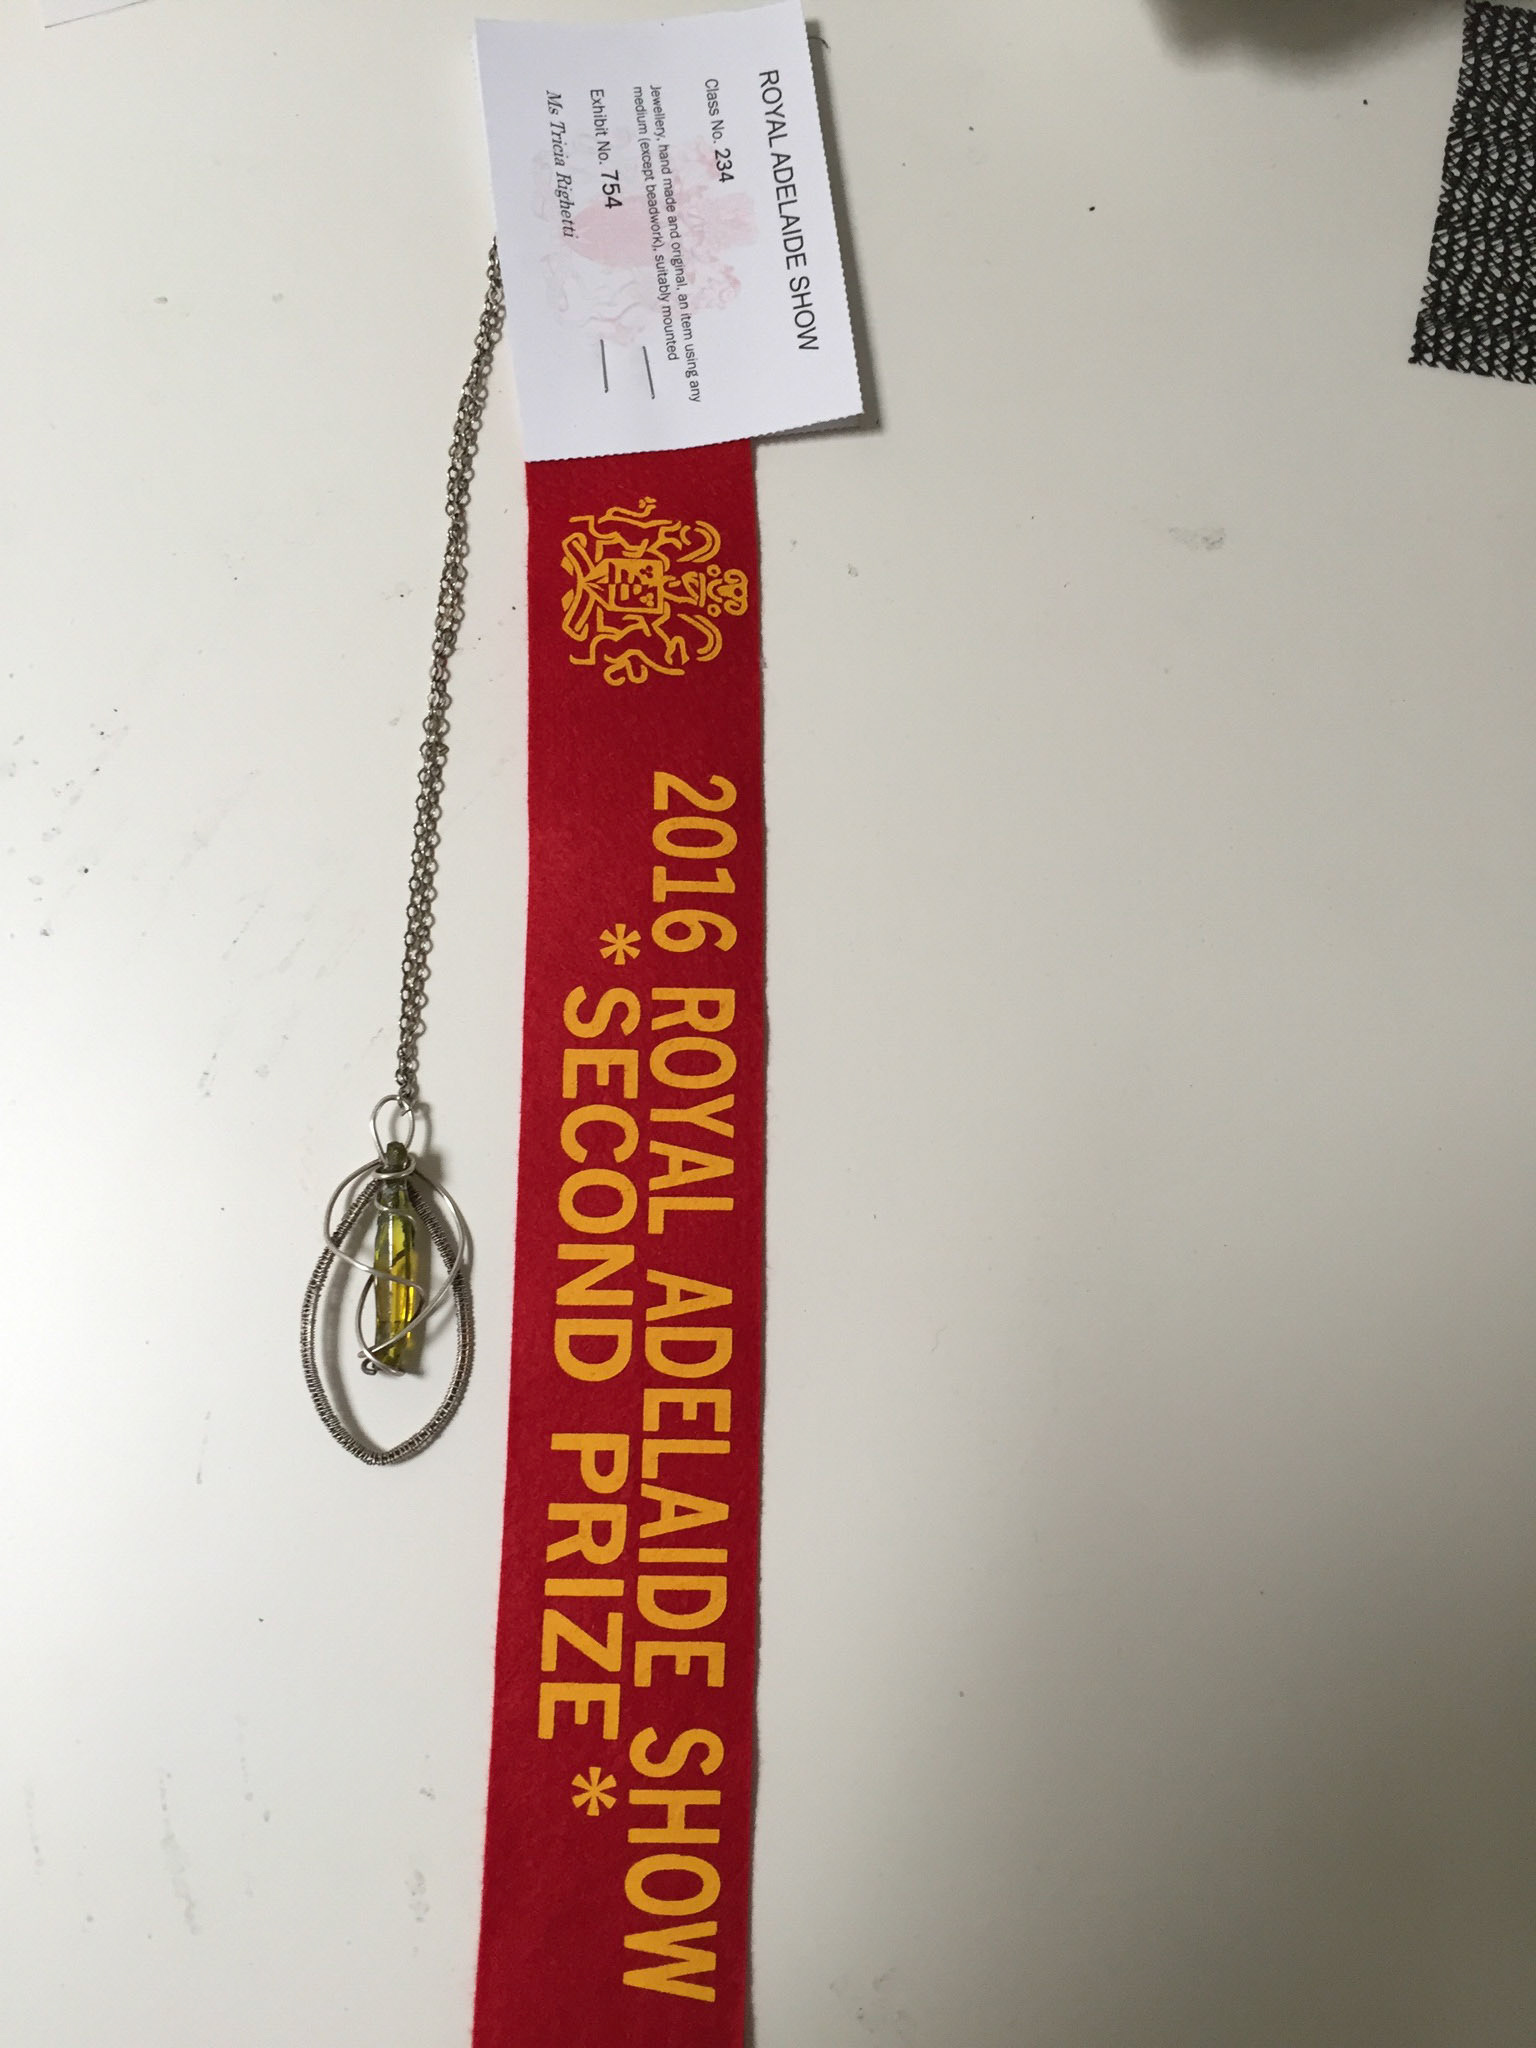 ROYAL ADELAIDE SHOW
Class No. 234
Jewellery, hand made and original, an item using any
medium (except beadwork), suitably mounted
Exhibit No. 754
Ms Tricia Righetti
2016 ROYAL ADELAIDE SHOW
* SECOND PRIZE *